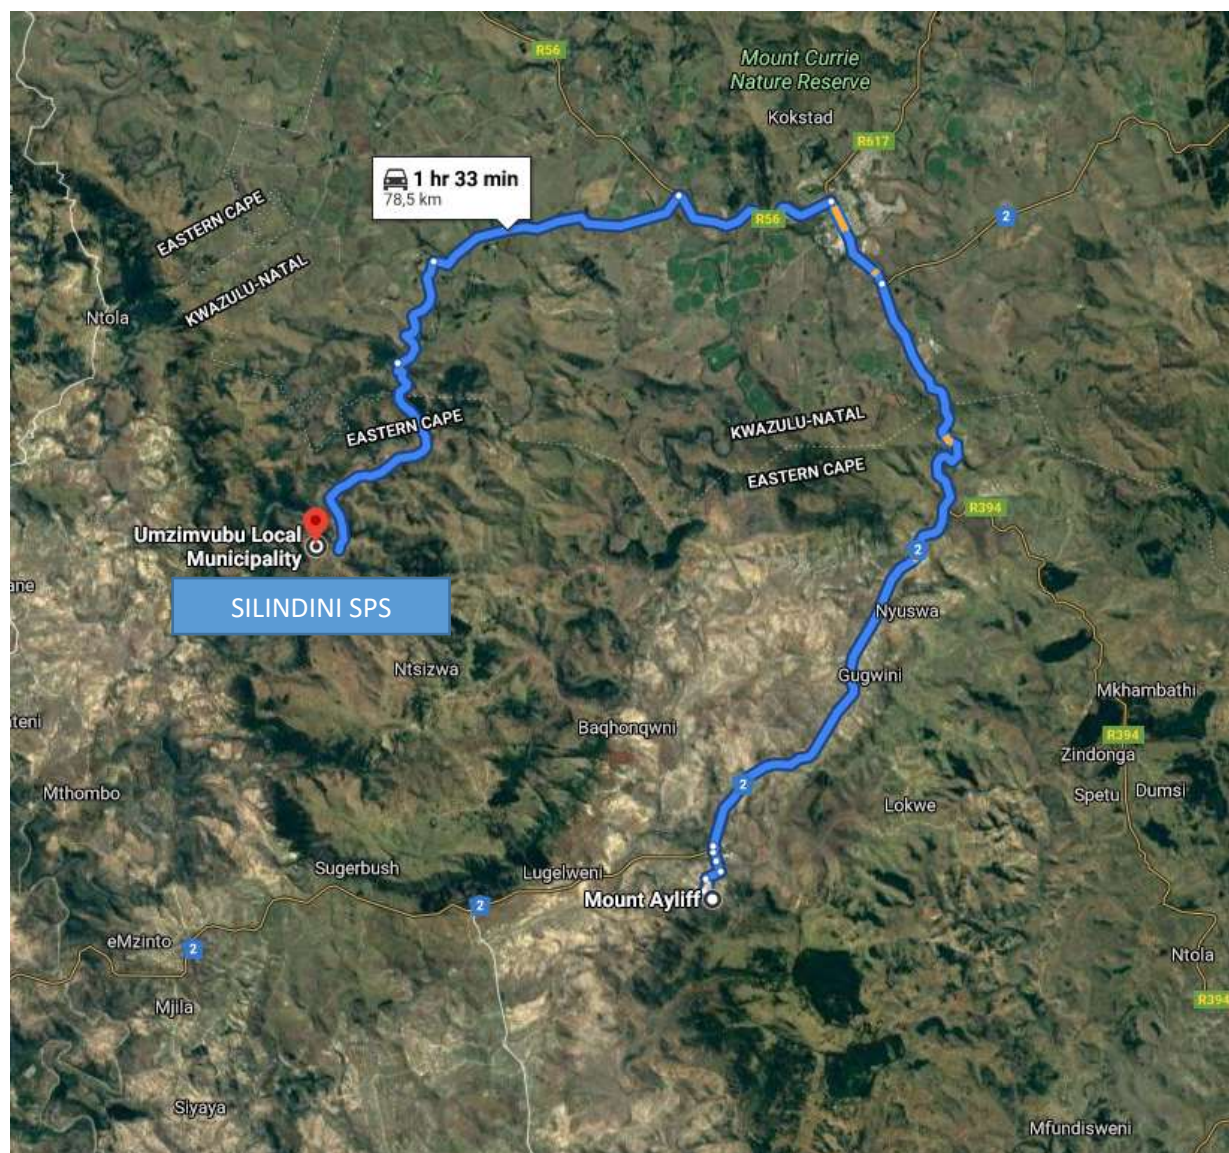 R56
Mount Currie
Nature Reserve
Kokstad
R617
1 hr 33 min
78,5 km
EASTERN CAPE
KWAZULU-NATAL
R56
2
Ntola
EASTERN CAPE
KWAZULU-NATAL
EASTERN CAPE
R394
Umzimvubu Local
Municipality
2
ane
SILINDINI SPS
Nyuswa
Ntsizwa
Gugwini
Mkhambathi
nteni
Baqhonqwni
R394
Zindonga
2
Mthombo
Lokwe
Spetu
Dumsi
Sugerbush
Lugelweni
Mount Ayliff
2
eMzinto
2
Ntola
Mjila
R394
Siyaya
Mfundisweni